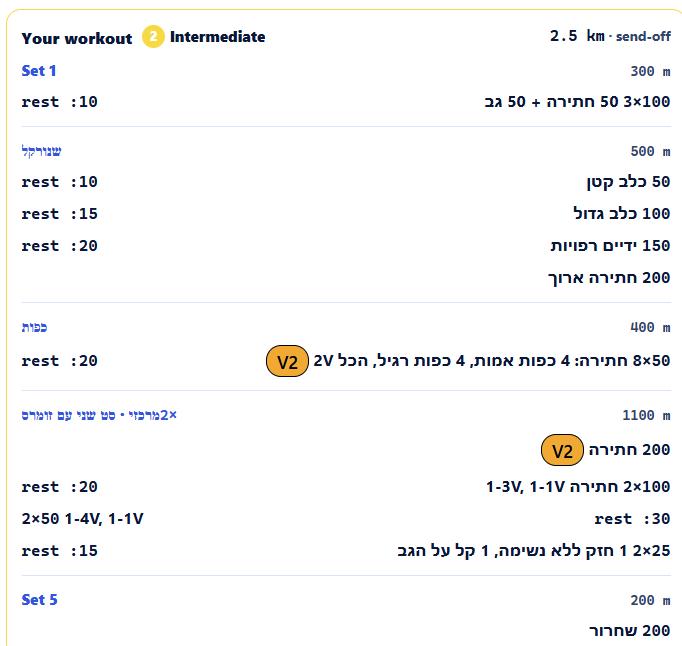 Your workout 2 Intermediate 2.5 km · send-off
Set 1 300 m
3×100 50 חתירה + 50 גב rest :10
שנורקל 500 m
50 כלב קטן rest :10
100 כלב גדול rest :15
150 ידיים רפויות rest :20
200 חתירה ארוך
כפות 400 m
8×50 חתירה: 4 כפות אמות, 4 כפות רגיל, הכל 2V V2 rest :20
2×מרכזי · סט שני עם זומרס 1100 m
200 חתירה V2
2×100 חתירה 1-3V, 1-1V rest :20
2×50 1-4V, 1-1V rest :30
2×25 1 חזק ללא נשימה, 1 קל על הגב rest :15
Set 5 200 m
200 שחרור